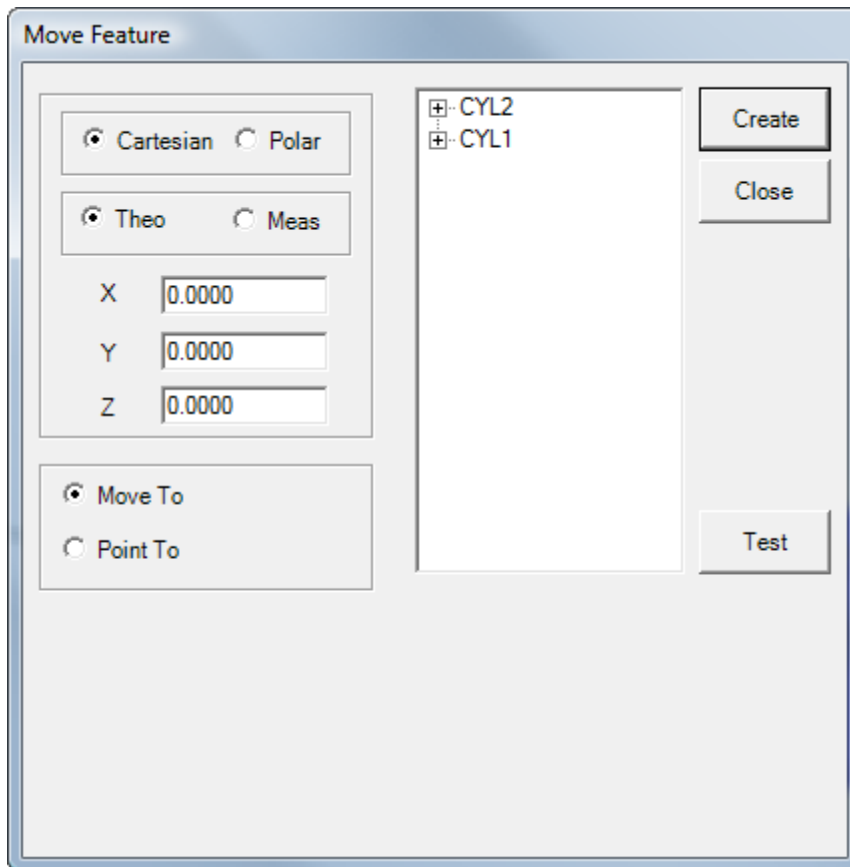 Move Feature
Cartesian Polar
Theo Meas
X 0.0000
Y 0.0000
Z 0.0000
Move To
Point To
CYL2
CYL1
Create
Close
Test